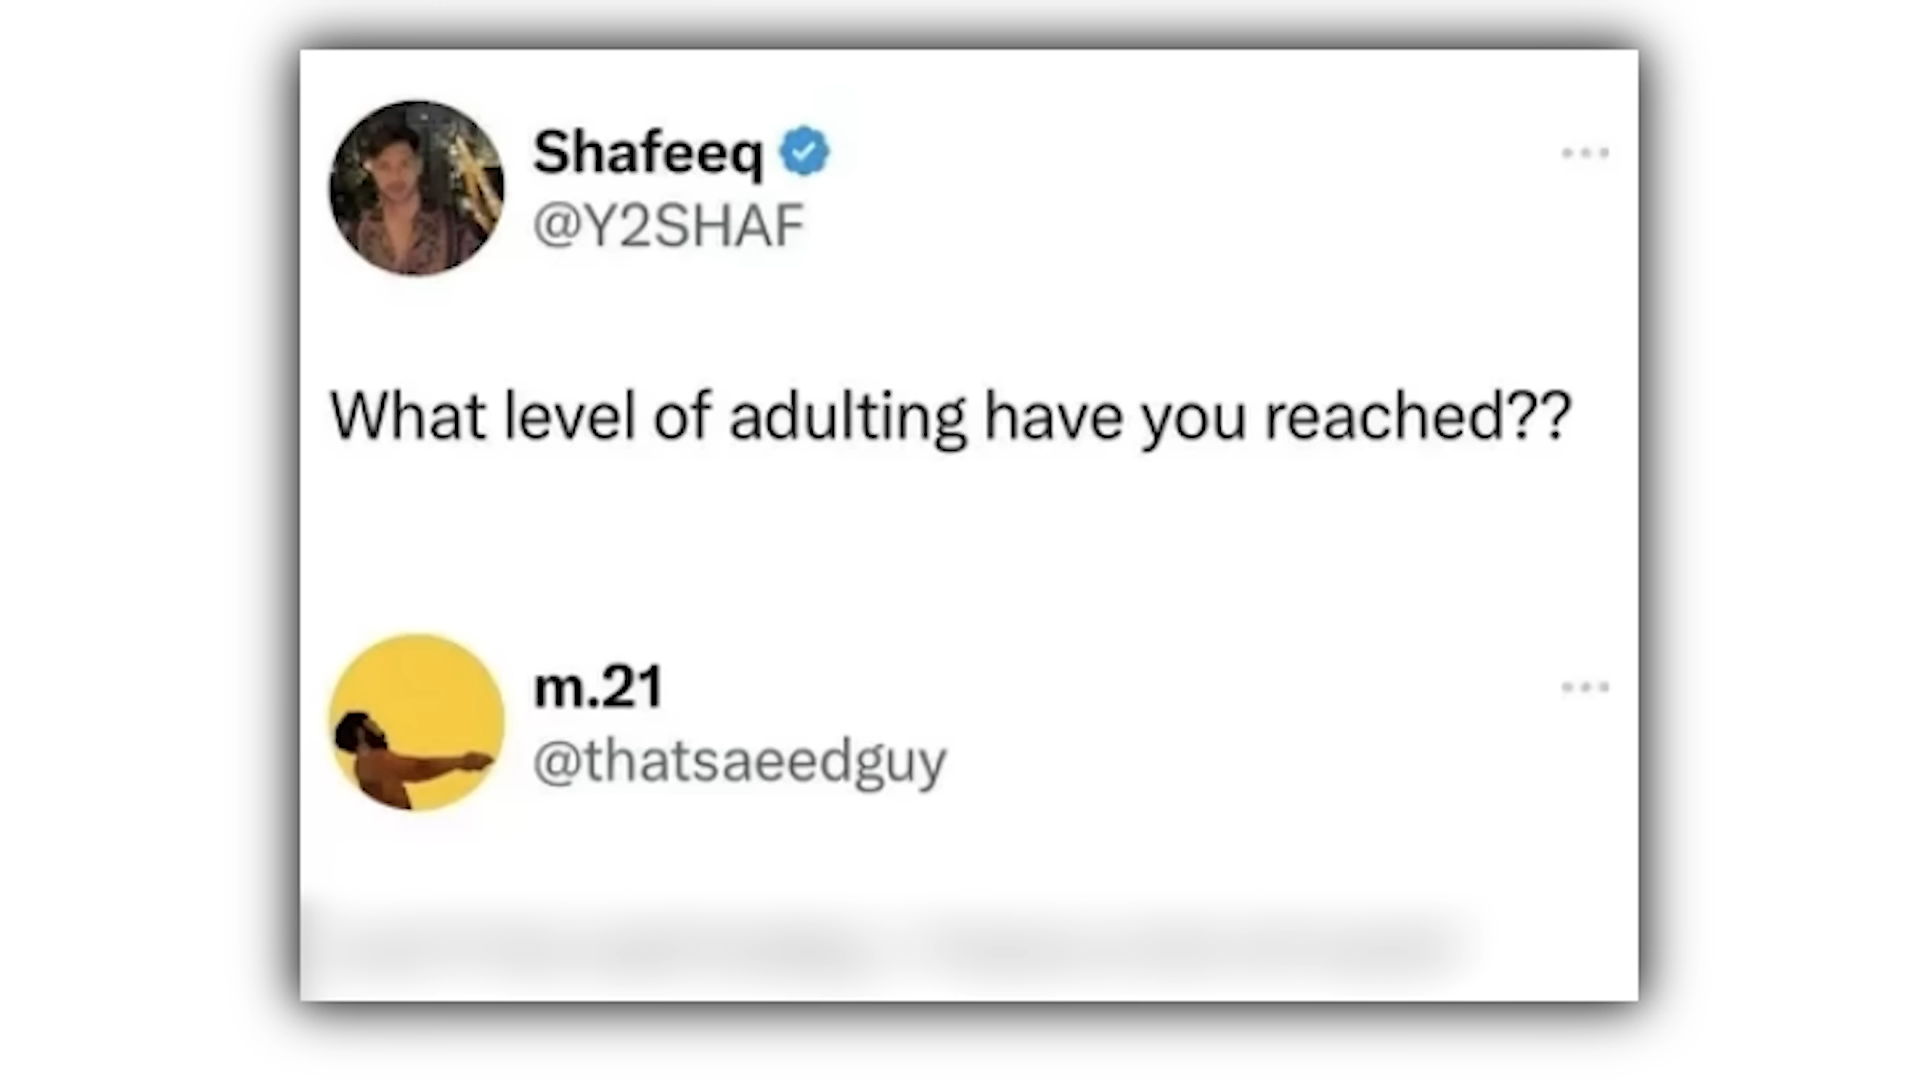 Shafeeq
@Y2SHAF
What level of adulting have you reached??
m.21
@thatsaeedguy